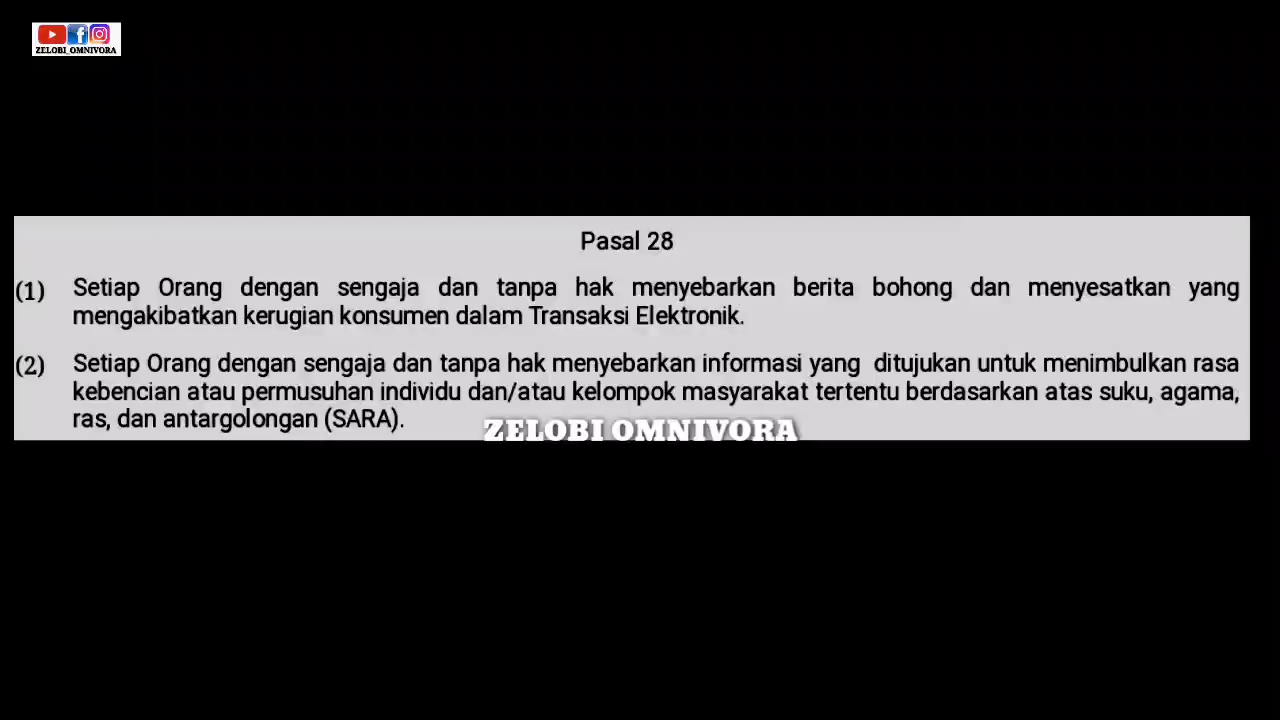 ZELOBI_OMNIVORA
Pasal 28
(1) Setiap Orang dengan sengaja dan tanpa hak menyebarkan berita bohong dan menyesatkan yang
mengakibatkan kerugian konsumen dalam Transaksi Elektronik.
(2) Setiap Orang dengan sengaja dan tanpa hak menyebarkan informasi yang ditujukan untuk menimbulkan rasa
kebencian atau permusuhan individu dan/atau kelompok masyarakat tertentu berdasarkan atas suku, agama,
ras, dan antargolongan (SARA).
ZELOBI OMNIVORA